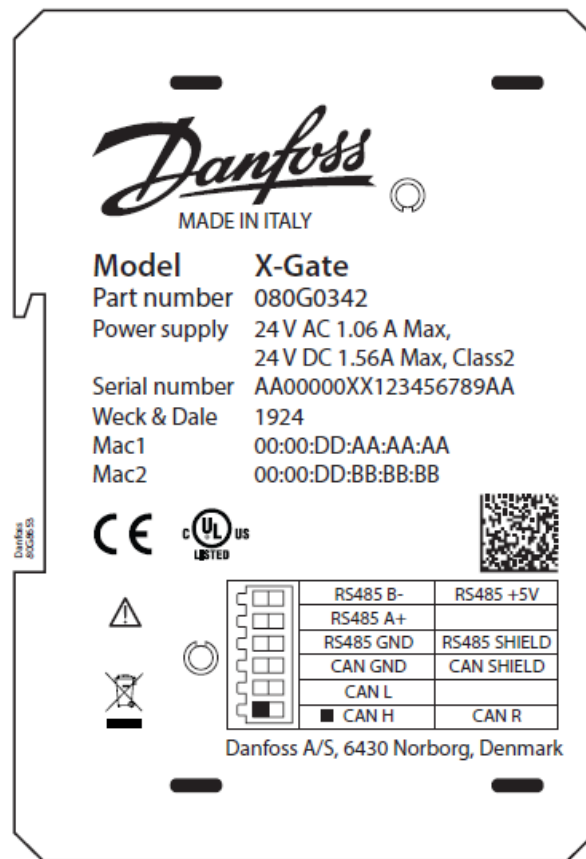 Danfoss
MADE IN ITALY
Model X-Gate
Part number 080G0342
Power supply 24 V AC 1.06 A Max,
24 V DC 1.56A Max, Class2
Serial number AA00000XX123456789AA
Weck & Dale 1924
Mac1 00:00:DD:AA:AA:AA
Mac2 00:00:DD:BB:BB:BB
Danfoss
80G8653
CE C UL US
LISTED
RS485 B- RS485 +5V
RS485 A+
RS485 GND RS485 SHIELD
CAN GND CAN SHIELD
CAN L
CAN H CAN R
Danfoss A/S, 6430 Norborg, Denmark